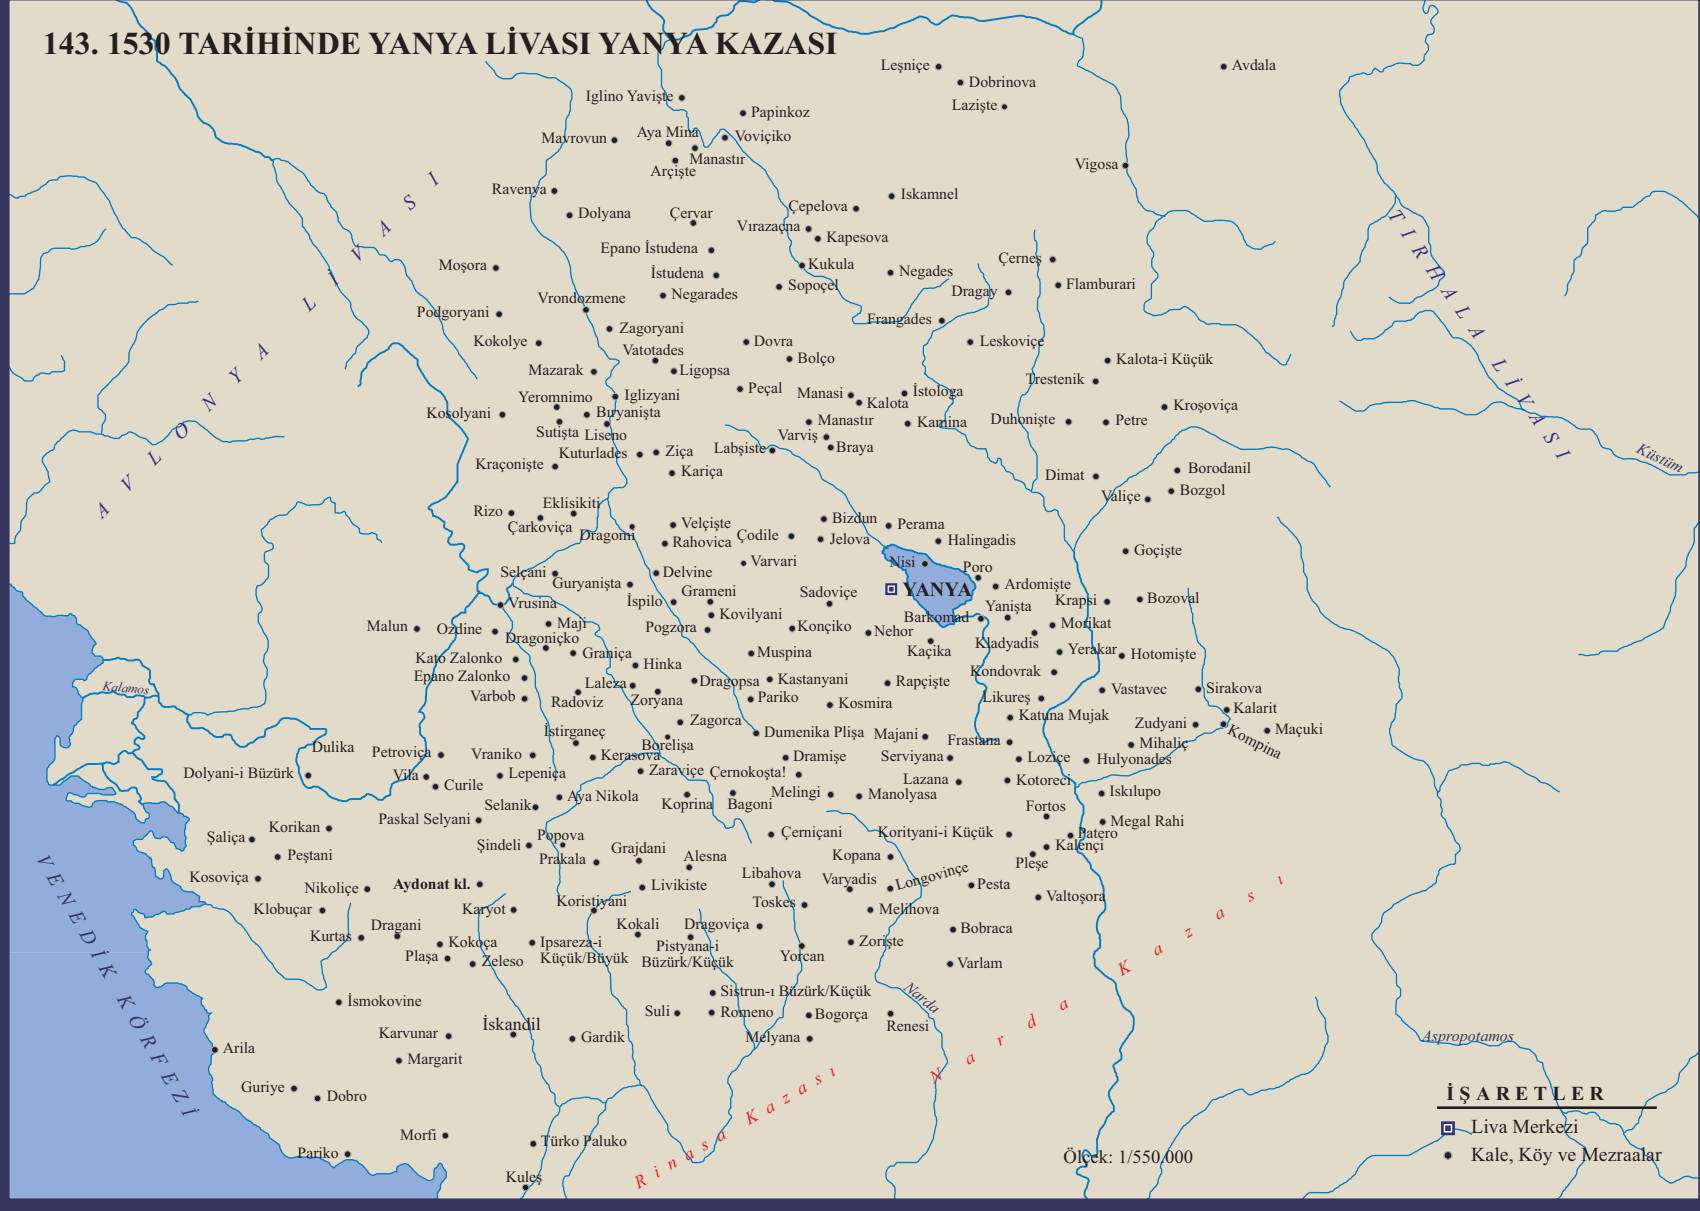 143. 1530 TARİHİNDE YANYA LİVASI YANYA KAZASI
Leşniçe
Avdala
Dobrinova
Iglino Yavişte
Lazişte
Papinkoz
Aya Mina
Voviçiko
Mavrovun
Manastır
Arçişte
Vigosa
Ravenya
Iskamnel
Çepelova
Dolyana
Çervar
Vırazaçna
Kapesova
Epano İstudena
Çerneş
Moşora
Kukula
İstudena
Negades
Flamburari
Sopoçel
Dragay
Negarades
Vrondozmene
Podgoryani
Frangades
Zagoryani
Kokolye
Dovra
Leskoviçe
Vatotades
Bolço
Kalota-i Küçük
Mazarak
Ligopsa
Trestenik
Peçal
Manasi
İstologa
Yeromnimo
Iglizyani
Kalota
Kroşoviça
Kosolyani
Bıryanişta
Manastır
Kamina
Duhonişte
Petre
Sutişta
Liseno
Varviş
Braya
Labşiste
Kuturlades
Ziça
Kraçonişte
Kariça
Dimat
Borodanil
Valiçe
Bozgol
Küstüm
Rizo
Eklisikiti
Çarkoviça
Dragomi
Velçişte
Bizdun
Perama
Çodile
Jelova
Halingadis
Rahovica
Goçişte
Varvari
Nisi
Poro
Selçani
Delvine
Guryanişta
Ardomişte
YANYA
Grameni
Sadoviçe
Vrusina
İspilo
Krapsi
Bozoval
Yanişta
Kovilyani
Barkomad
Malun
Ozdine
Maji
Pogzora
Konçiko
Nehor
Morikat
Dragoniçko
Kladyadis
Kaçika
Graniça
Muspina
Yerakar
Hotomişte
Kato Zalonko
Hinka
Kondovrak
Epano Zalonko
Laleza
Dragopsa
Kastanyani
Rapçişte
Kalamos
Varbob
Radoviz
Zoryana
Pariko
Likureş
Vastavec
Sirakova
Kosmira
Kalarit
Katuna Mujak
Zagorca
Zudyani
İstirganeç
Dumenika Plişa
Majani
Maçuki
Kompina
Dulika
Borelişa
Frastana
Mihaliç
Petroviça
Vraniko
Kerasova
Dramişe
Serviyana
Loziçe
Hulyonades
Dolyani-i Büzürk
Vila
Lepeniça
Zaraviçe
Çernokoşta!
Lazana
Kotoreci
Curile
Aya Nikola
Melingi
Manolyasa
Iskılupo
Selanik
Koprina
Bagoni
Fortos
Paskal Selyani
Megal Rahi
Korikan
Popova
Çerniçani
Korityani-i Küçük
Patero
Şaliça
Şindeli
Kalençi
Peştani
Prakala
Grajdani
Alesna
Kopana
Pleşe
Kosoviça
Libahova
Varyadis
Longovinçe
Nikoliçe
Aydonat kl.
Livikiste
Pesta
Valtoşora
Koristiyani
Toskes
Klobuçar
Karyot
Melihova
Dragani
Kokali
Dragoviça
Bobraca
Kurtas
Kokoça
Ipsareza-i
Küçük/Büyük
Pistyana-i
Büzürk/Küçük
Zorişte
Plaşa
Zeleso
Yorcan
Varlam
Sistrun-ı Büzürk/Küçük
İsmokovine
Suli
Romeno
Bogorça
Narda
Renesi
İskandil
Karvunar
Gardik
Melyana
Arila
Margarit
Aspropotamos
Guriye
Dobro
Morfi
Türko Paluko
Pariko
Kuleş
AVLONYA LİVASI
TIRHALA LİVASI
VENEDİK KÖRFEZİ
Rinasa Kazası
Narda Kazası
Ölçek: 1/550.000
İŞARETLER
Liva Merkezi
Kale, Köy ve Mezraalar